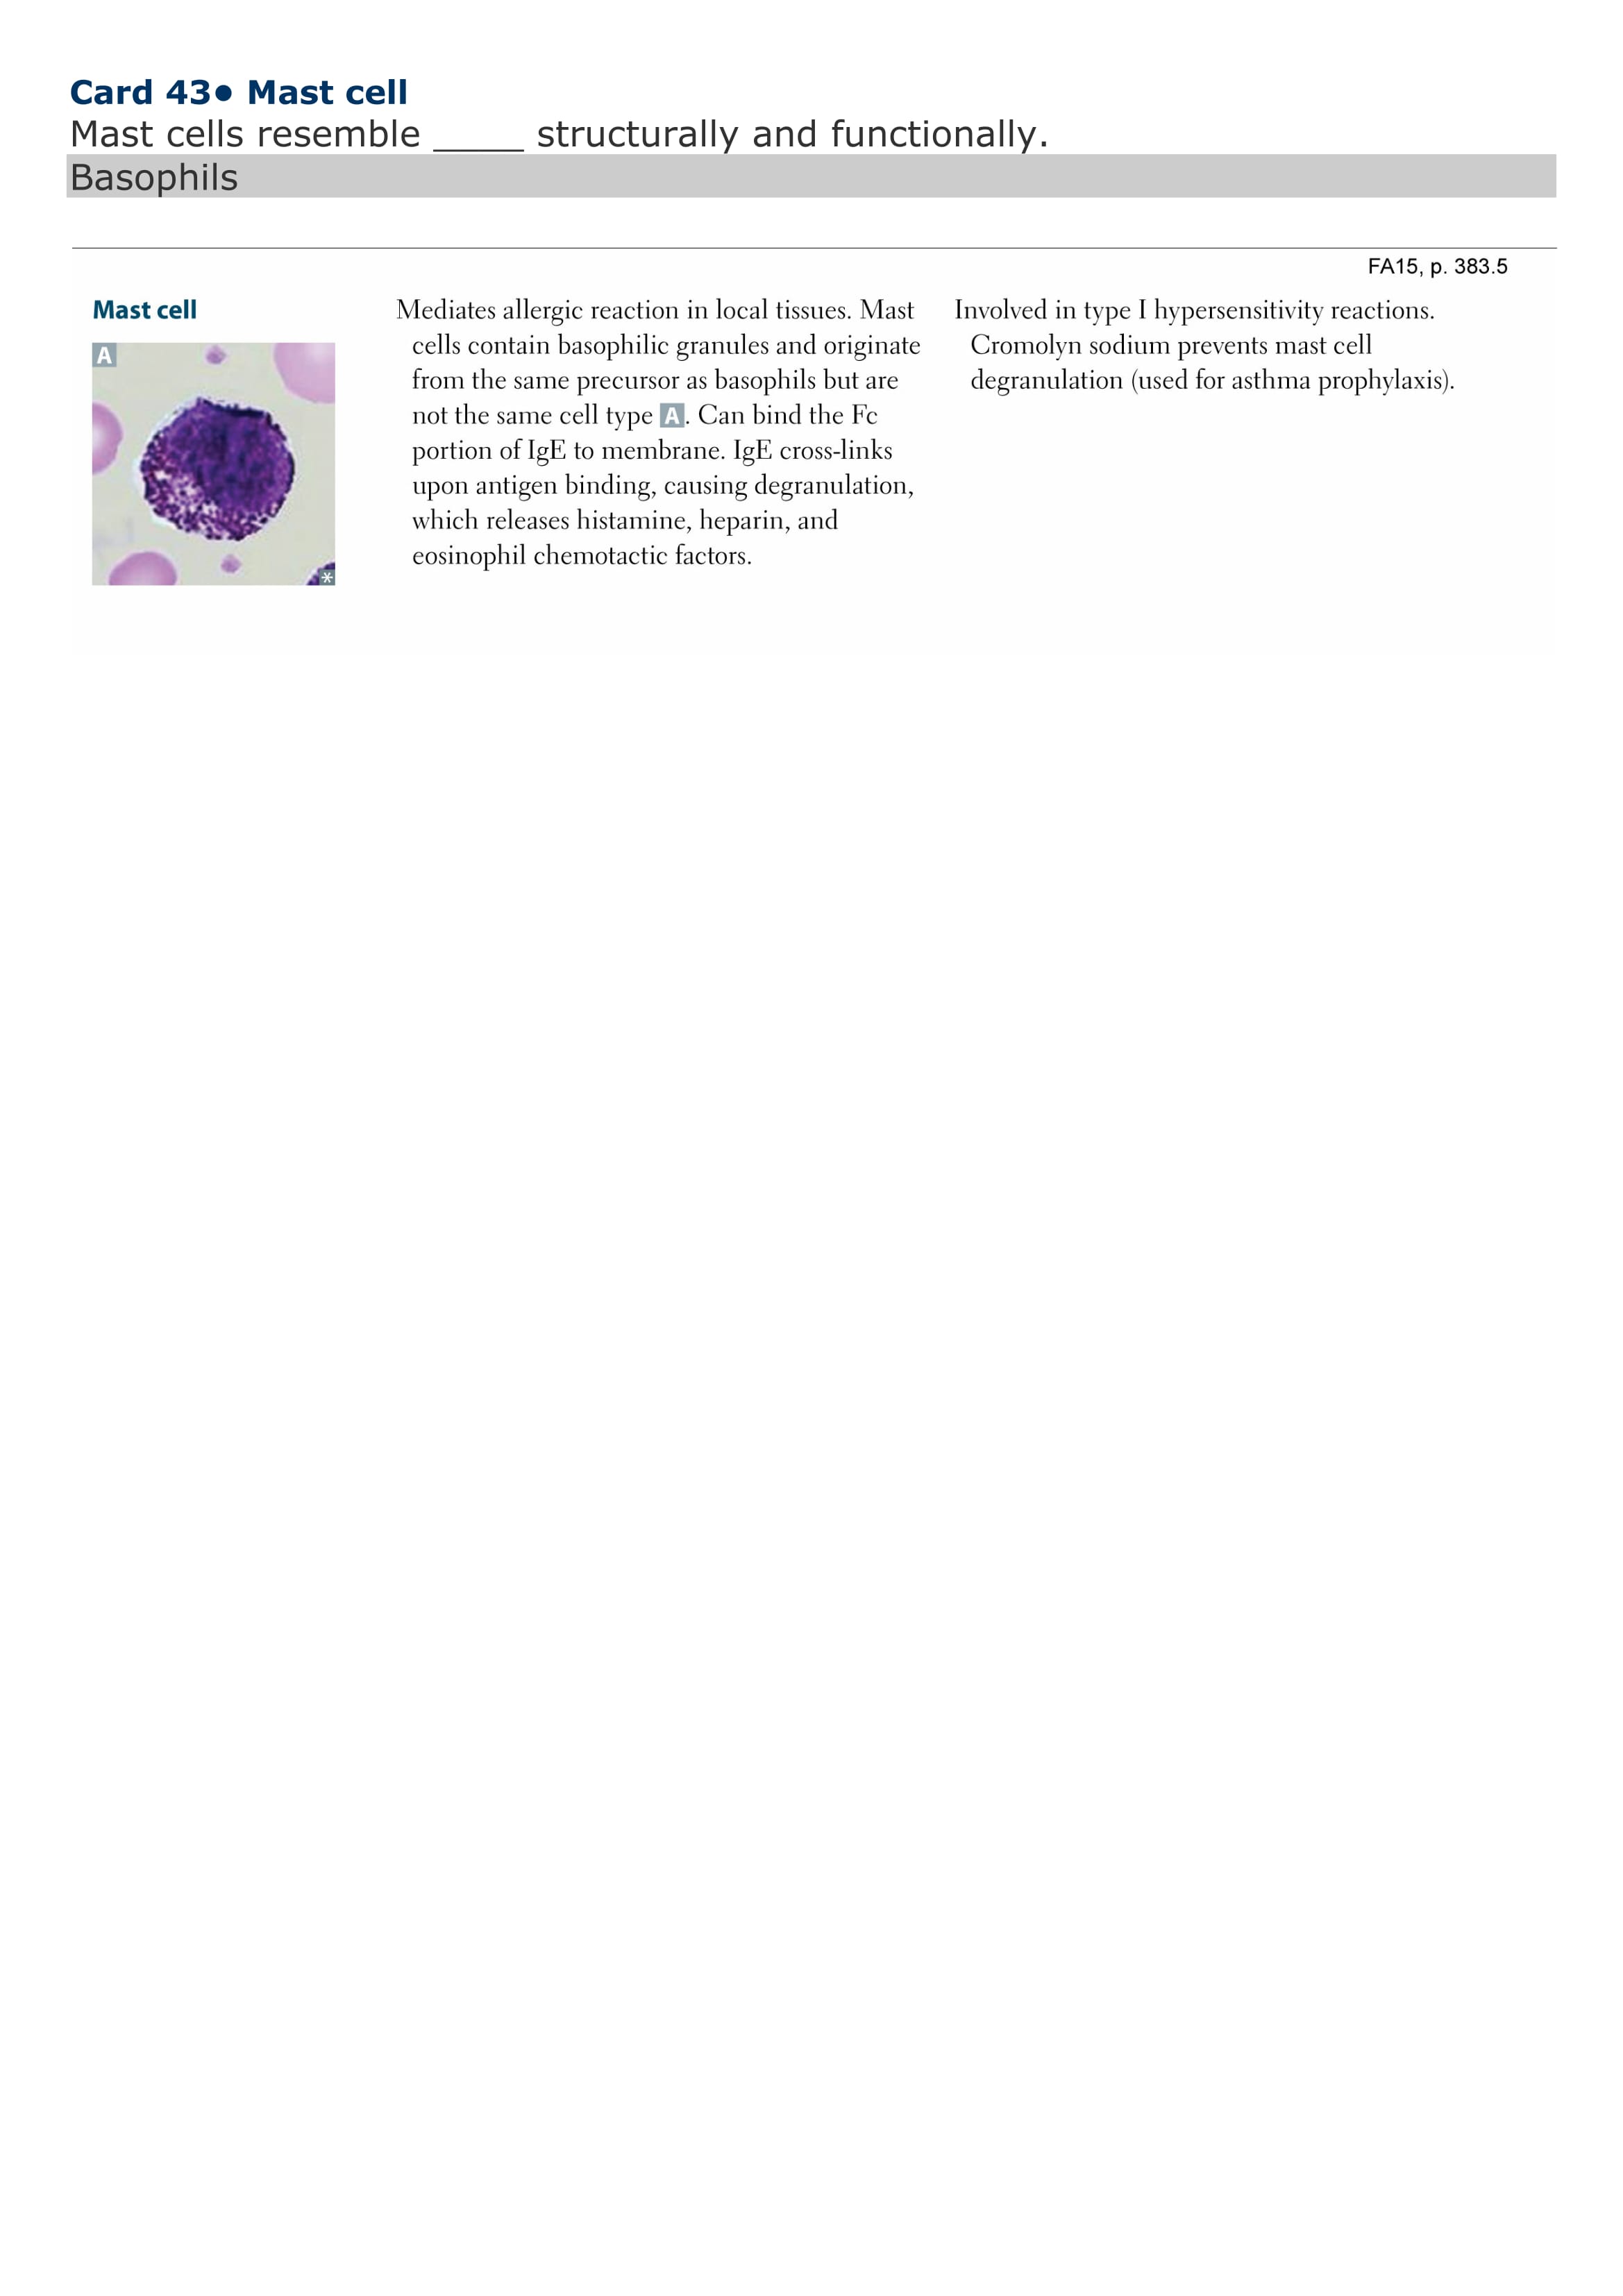 Card 43● Mast cell
Mast cells resemble _____ structurally and functionally.
Basophils
FA15, p. 383.5
Mast cell
A
*
Mediates allergic reaction in local tissues. Mast
cells contain basophilic granules and originate
from the same precursor as basophils but are
not the same cell type A. Can bind the Fc
portion of IgE to membrane. IgE cross-links
upon antigen binding, causing degranulation,
which releases histamine, heparin, and
eosinophil chemotactic factors.
Involved in type I hypersensitivity reactions.
Cromolyn sodium prevents mast cell
degranulation (used for asthma prophylaxis).